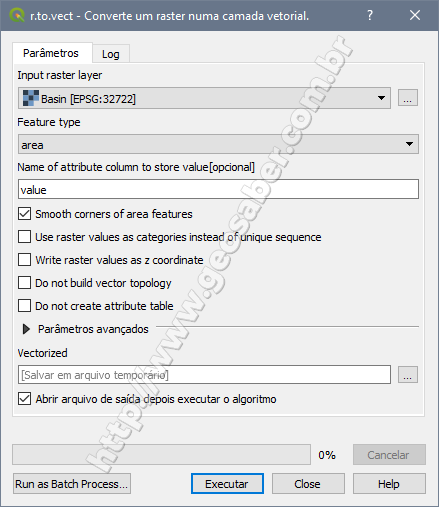 r.to.vect - Converte um raster numa camada vetorial.
Parâmetros Log
Input raster layer
Basin [EPSG:32722]
...
Feature type
area
Name of attribute column to store value[opcional]
value
Smooth corners of area features
Use raster values as categories instead of unique sequence
Write raster values as z coordinate
Do not build vector topology
Do not create attribute table
Parâmetros avançados
Vectorized
[Salvar em arquivo temporário]
...
Abrir arquivo de saída depois executar o algoritmo
0% Cancelar
Run as Batch Process... Executar Close Help
http://www.geosaber.com.br